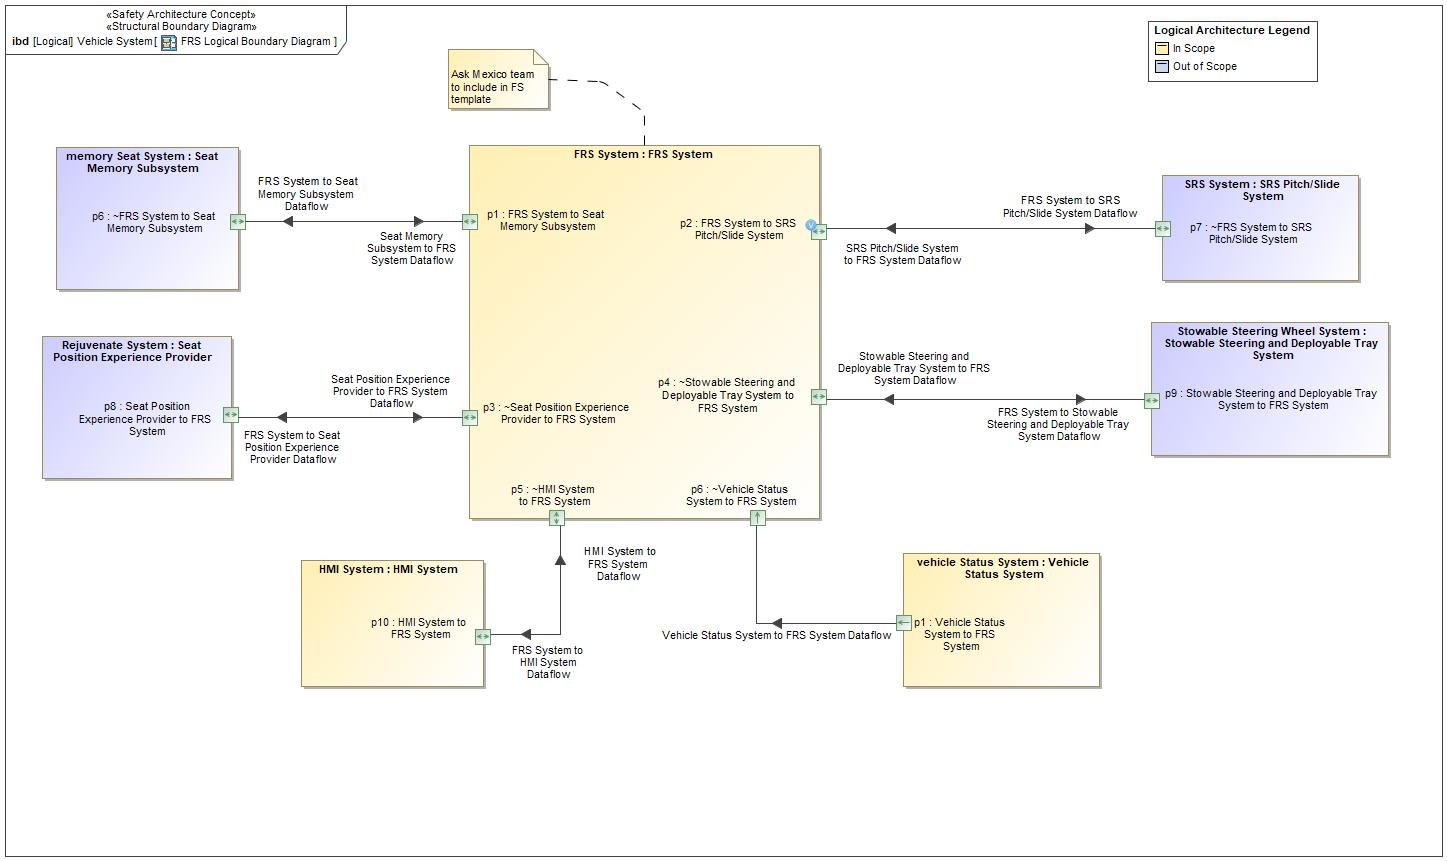 «Safety Architecture Concept»
«Structural Boundary Diagram»
ibd [Logical] Vehicle System [ FRS Logical Boundary Diagram ]
Logical Architecture Legend
In Scope
Out of Scope
Ask Mexico team
to include in FS
template
memory Seat System : Seat
Memory Subsystem
p6 : ~FRS System to Seat
Memory Subsystem
FRS System to Seat
Memory Subsystem
Dataflow
Seat Memory
Subsystem to FRS
System Dataflow
FRS System : FRS System
p1 : FRS System to Seat
Memory Subsystem
p2 : FRS System to SRS
Pitch/Slide System
FRS System to SRS
Pitch/Slide System Dataflow
SRS Pitch/Slide System
to FRS System Dataflow
SRS System : SRS Pitch/Slide
System
p7 : ~FRS System to SRS
Pitch/Slide System
Rejuvenate System : Seat
Position Experience Provider
p8 : Seat Position
Experience Provider to FRS
System
Seat Position Experience
Provider to FRS System
Dataflow
FRS System to Seat
Position Experience
Provider Dataflow
p3 : ~Seat Position Experience
Provider to FRS System
p4 : ~Stowable Steering and
Deployable Tray System to
FRS System
Stowable Steering and
Deployable Tray System to FRS
System Dataflow
FRS System to Stowable
Steering and Deployable Tray
System Dataflow
Stowable Steering Wheel System :
Stowable Steering and Deployable Tray
System
p9 : Stowable Steering and Deployable Tray
System to FRS System
p5 : ~HMI System
to FRS System
p6 : ~Vehicle Status
System to FRS System
HMI System to
FRS System
Dataflow
HMI System : HMI System
p10 : HMI System to
FRS System
FRS System to
HMI System
Dataflow
Vehicle Status System to FRS System Dataflow
vehicle Status System : Vehicle
Status System
p1 : Vehicle Status
System to FRS
System